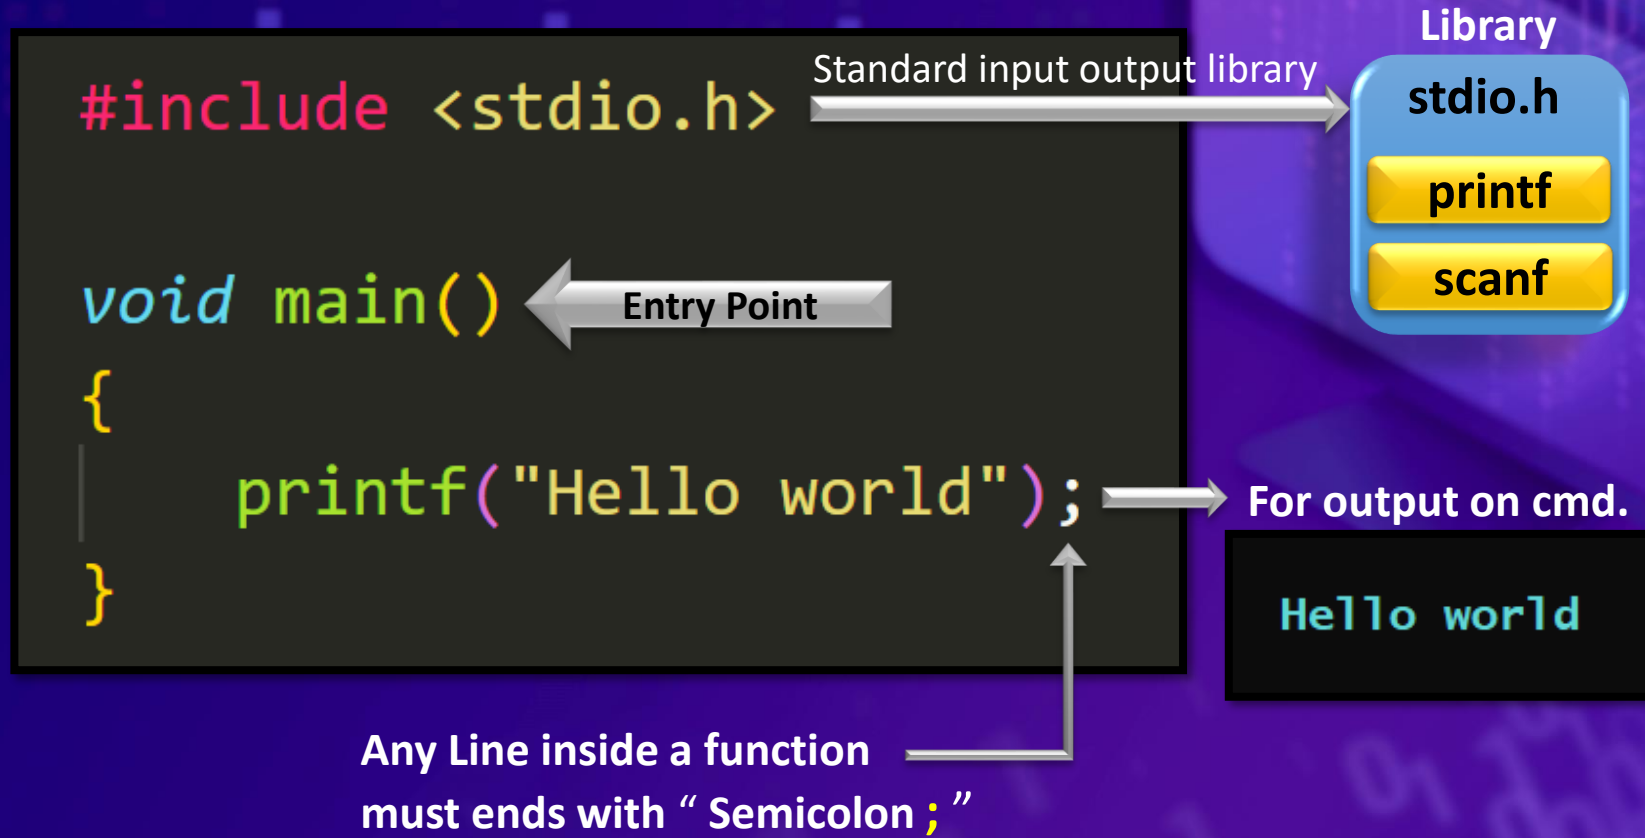 Library
#include <stdio.h>
Standard input output library
stdio.h
printf
scanf
void main()
Entry Point
{
printf("Hello world");
For output on cmd.
}
Hello world
Any Line inside a function
must ends with “ Semicolon ; ”